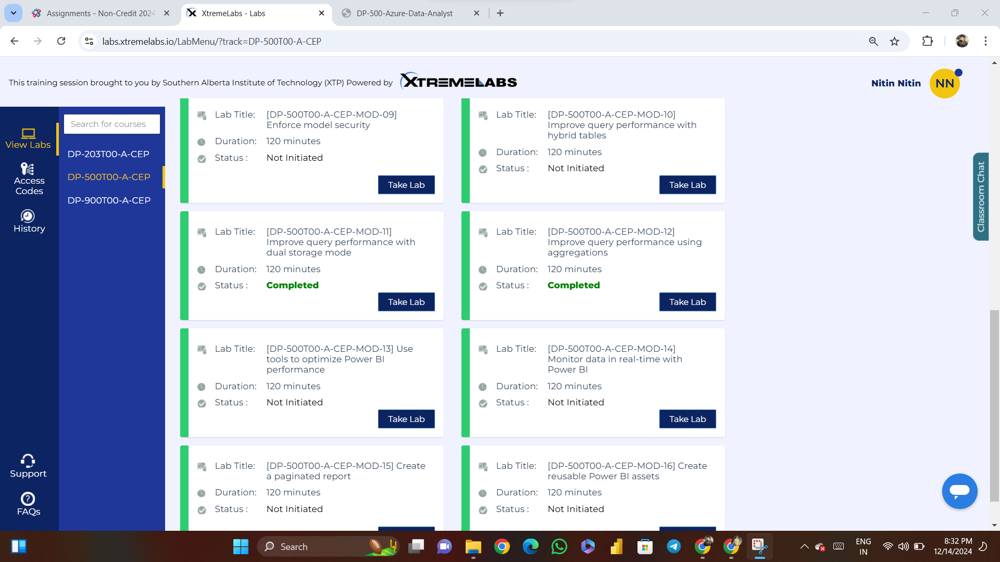 Assignments - Non-Credit 2024
XtremeLabs - Labs
DP-500-Azure-Data-Analyst
labs.xtremelabs.io/LabMenu/?track=DP-500T00-A-CEP
This training session brought to you by Southern Alberta Institute of Technology (XTP) Powered by
XTREMELABS
Nitin Nitin
NN
View Labs
Access
Codes
History
Support
FAQs
Search for courses
DP-203T00-A-CEP
DP-500T00-A-CEP
DP-900T00-A-CEP
Lab Title: [DP-500T00-A-CEP-MOD-09]
Enforce model security
Duration: 120 minutes
Status : Not Initiated
Take Lab
Lab Title: [DP-500T00-A-CEP-MOD-10]
Improve query performance with
hybrid tables
Duration: 120 minutes
Status : Not Initiated
Take Lab
Lab Title: [DP-500T00-A-CEP-MOD-11]
Improve query performance with
dual storage mode
Duration: 120 minutes
Status : Completed
Take Lab
Lab Title: [DP-500T00-A-CEP-MOD-12]
Improve query performance using
aggregations
Duration: 120 minutes
Status : Completed
Take Lab
Lab Title: [DP-500T00-A-CEP-MOD-13] Use
tools to optimize Power BI
performance
Duration: 120 minutes
Status : Not Initiated
Take Lab
Lab Title: [DP-500T00-A-CEP-MOD-14]
Monitor data in real-time with
Power BI
Duration: 120 minutes
Status : Not Initiated
Take Lab
Lab Title: [DP-500T00-A-CEP-MOD-15] Create
a paginated report
Duration: 120 minutes
Status : Not Initiated
Lab Title: [DP-500T00-A-CEP-MOD-16] Create
reusable Power BI assets
Duration: 120 minutes
Status : Not Initiated
Classroom Chat
Search
ENG
IN
8:32 PM
12/14/2024